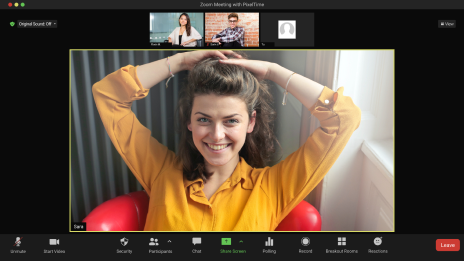 Zoom Meeting with PixelTime
Original Sound: Off
View
Sara
Unmute
Start Video
Security
Participants
Chat
Share Screen
Polling
Record
Breakout Rooms
Reactions
Leave